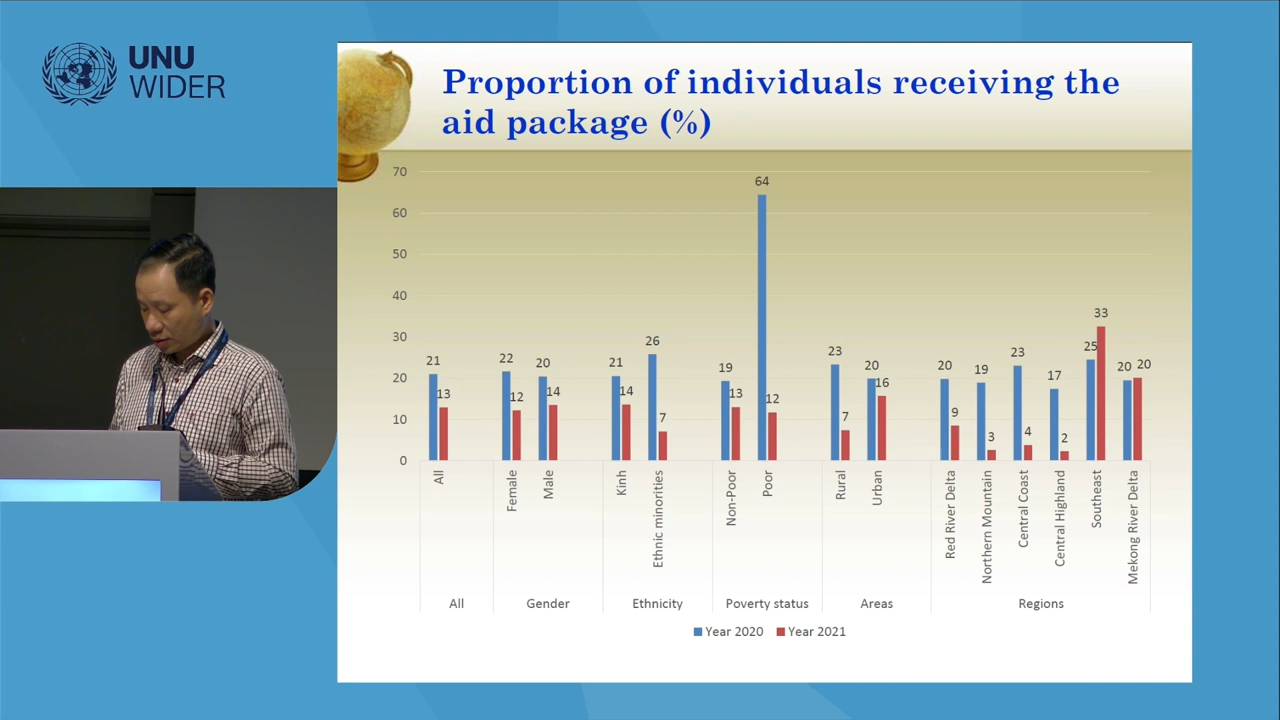 UNU
WIDER
Proportion of individuals receiving the
aid package (%)
70
60
50
40
30
20
10
0
21
13
22
12
20
14
21
14
26
7
19
13
64
12
23
7
20
16
20
9
19
3
23
4
17
2
25
33
20
20
All
Female
Male
Kinh
Ethnic minorities
Non-Poor
Poor
Rural
Urban
Red River Delta
Northern Mountain
Central Coast
Central Highland
Southeast
Mekong River Delta
All
Gender
Ethnicity
Poverty status
Areas
Regions
Year 2020
Year 2021